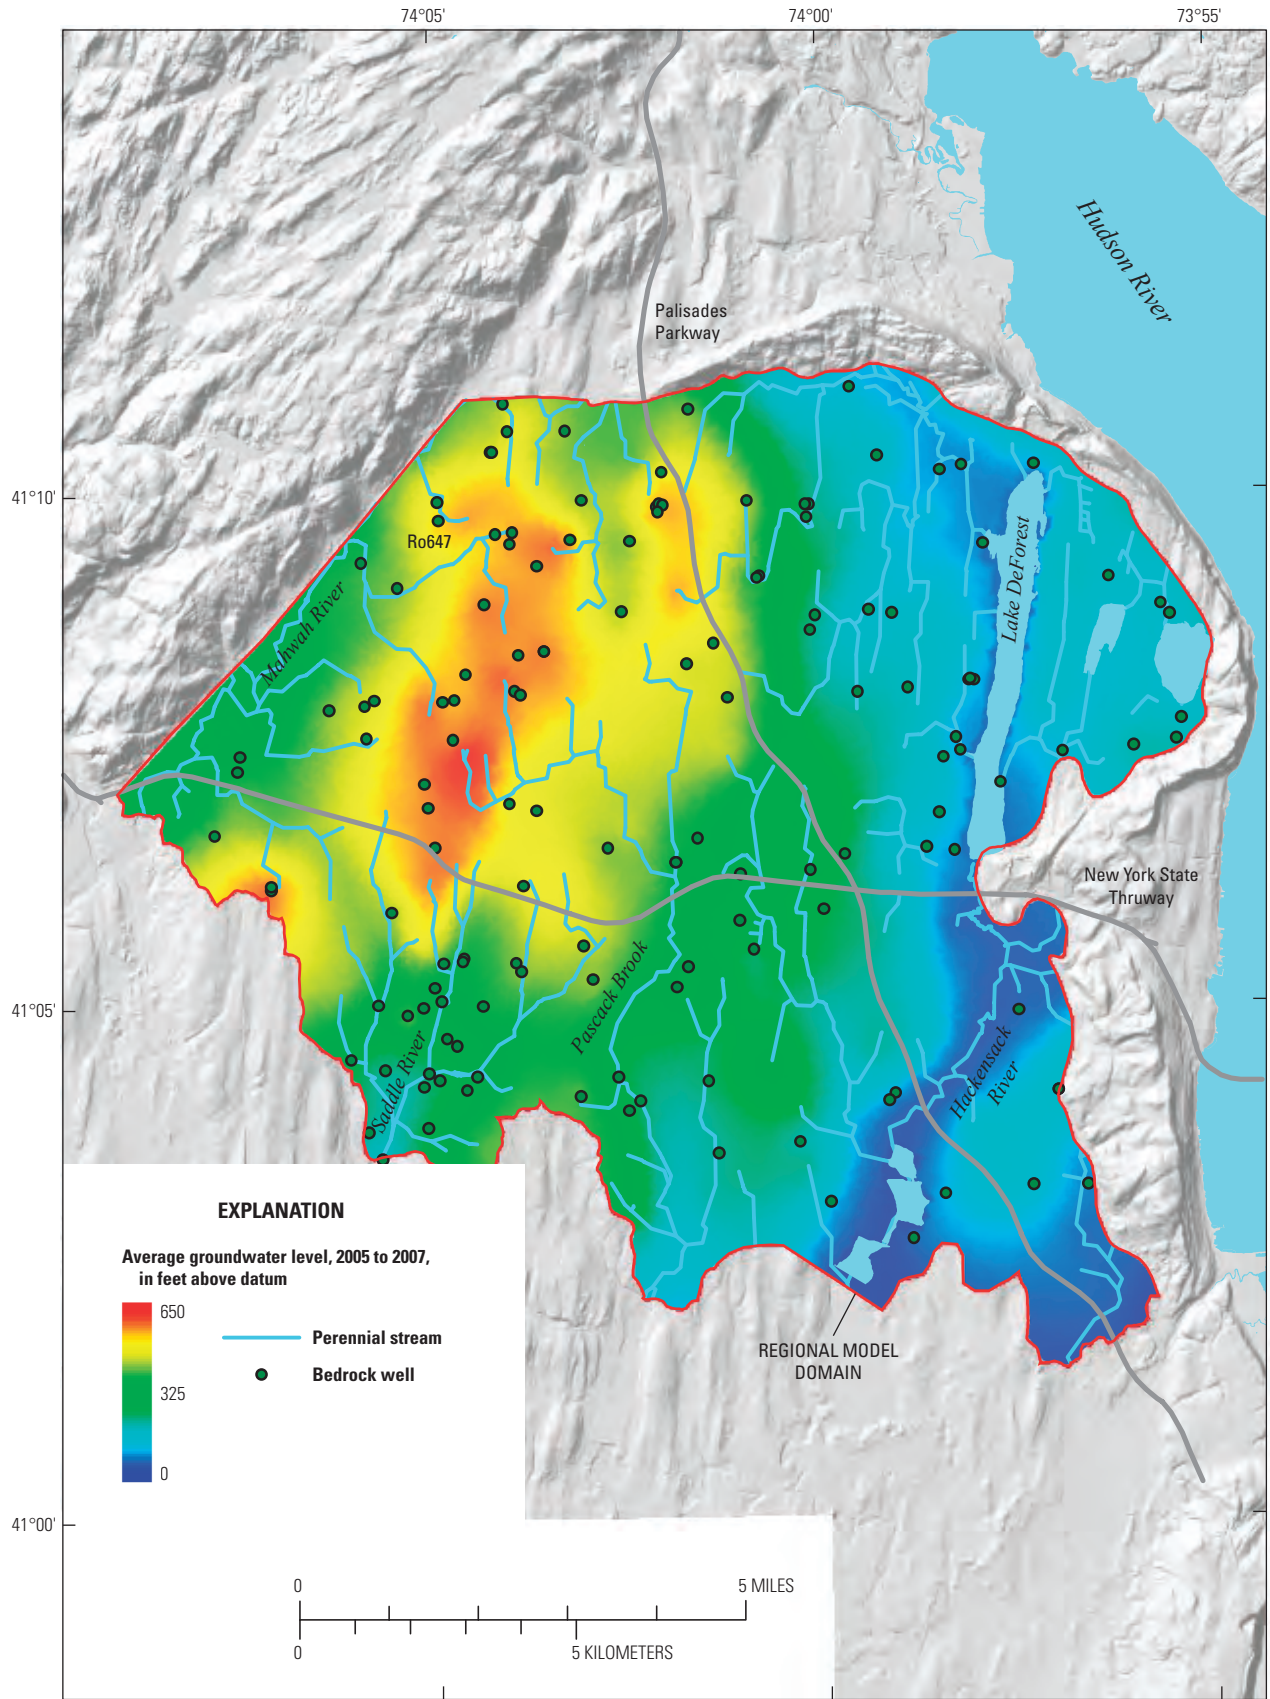 74°05'
74°00'
73°55'
Hudson River
Palisades
Parkway
41°10'
Ro647
Lake DeForest
Mahwah River
New York State
Thruway
41°05'
Pascack Brook
Saddle River
Hackensack
River
EXPLANATION
Average groundwater level, 2005 to 2007,
in feet above datum
650
325
0
Perennial stream
Bedrock well
REGIONAL MODEL
DOMAIN
41°00'
0
5 MILES
0
5 KILOMETERS